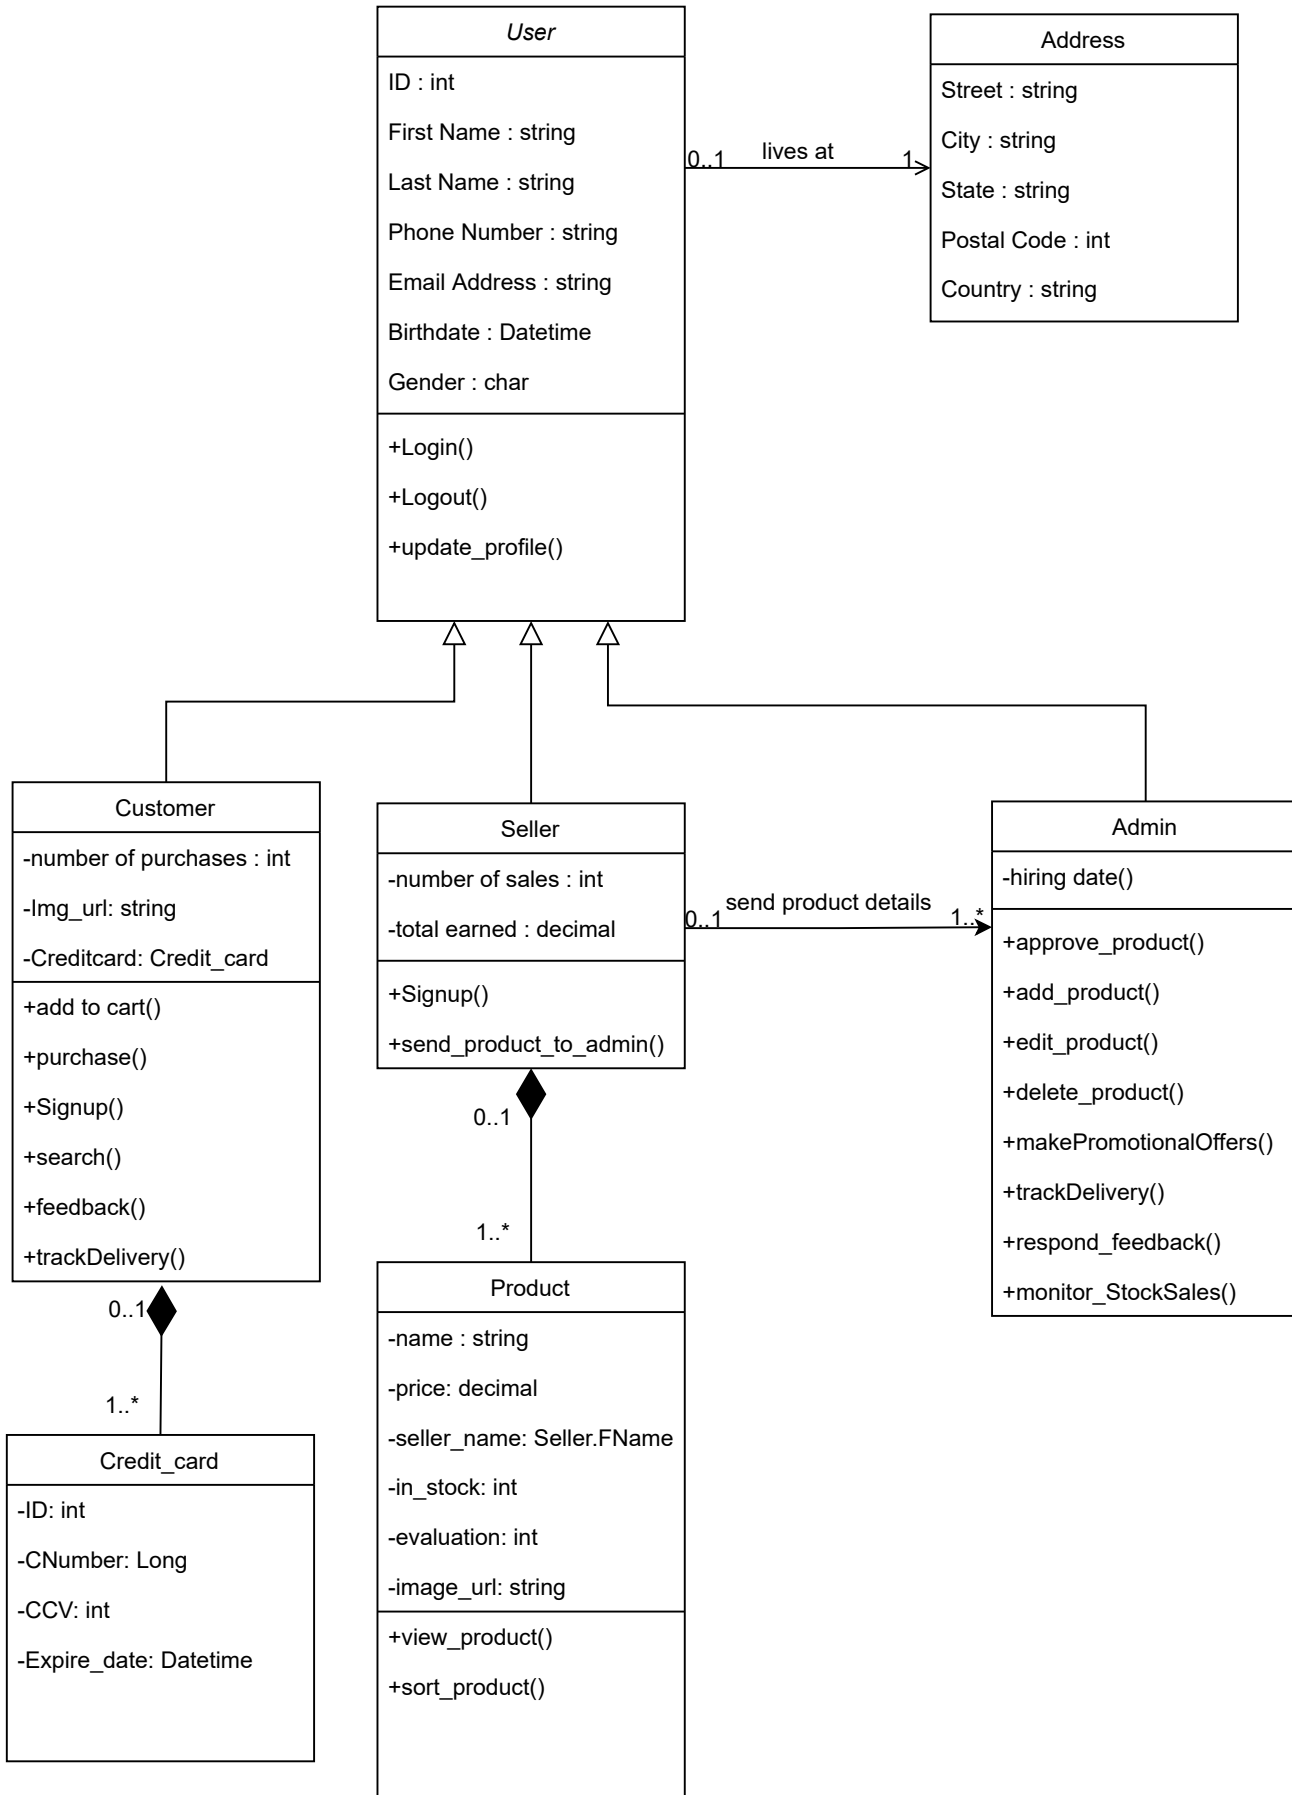 User
ID : int
First Name : string
Last Name : string
Phone Number : string
Email Address : string
Birthdate : Datetime
Gender : char
+Login()
+Logout()
+update_profile()
0..1
lives at
1
Address
Street : string
City : string
State : string
Postal Code : int
Country : string
Customer
-number of purchases : int
-Img_url: string
-Creditcard: Credit_card
+add to cart()
+purchase()
+Signup()
+search()
+feedback()
+trackDelivery()
0..1
1..*
Credit_card
-ID: int
-CNumber: Long
-CCV: int
-Expire_date: Datetime
Seller
-number of sales : int
-total earned : decimal
+Signup()
+send_product_to_admin()
0..1
send product details
1..*
0..1
1..*
Product
-name : string
-price: decimal
-seller_name: Seller.FName
-in_stock: int
-evaluation: int
-image_url: string
+view_product()
+sort_product()
Admin
-hiring date()
+approve_product()
+add_product()
+edit_product()
+delete_product()
+makePromotionalOffers()
+trackDelivery()
+respond_feedback()
+monitor_StockSales()